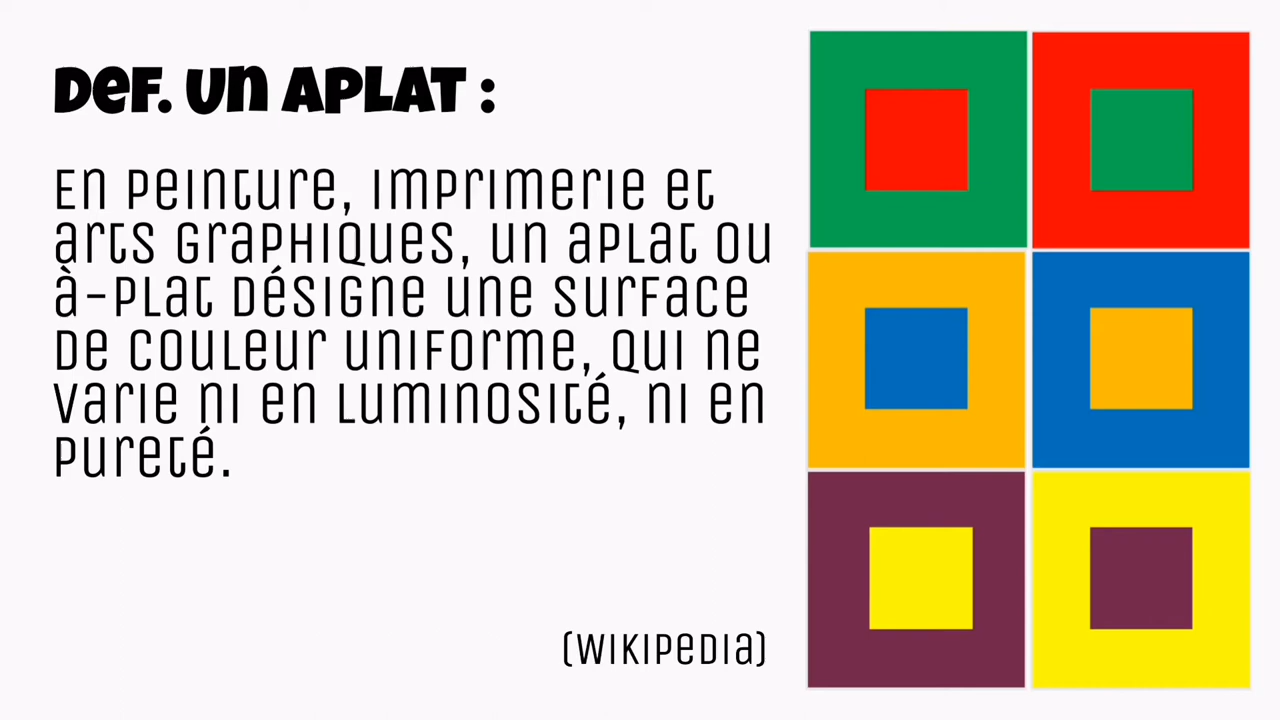 Def. Un aplat :
En peinture, imprimerie et
arts graphiques, un aplat ou
à-plat désigne une surface
de couleur uniforme, qui ne
varie ni en luminosité, ni en
pureté.
(Wikipedia)